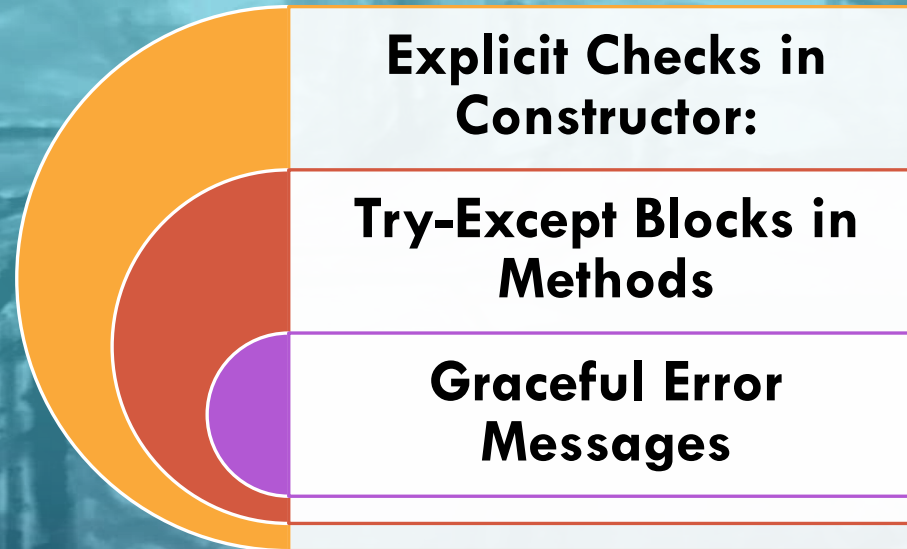 Explicit Checks in
Constructor:
Try-Except Blocks in
Methods
Graceful Error
Messages